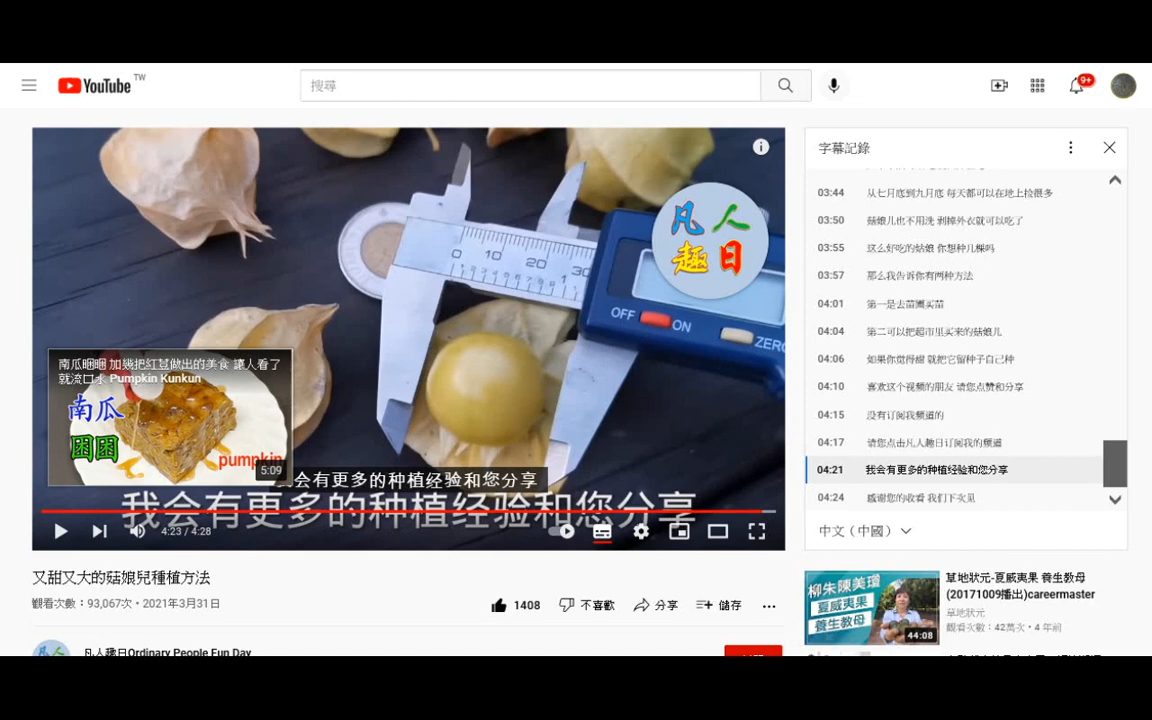 YouTube TW
搜尋
9+
凡人
趣日
0 10 20 30
OFF ON
ZERO
南瓜睏睏 加幾把紅荳做出的美食 讓人看了
就流口水 Pumpkin Kunkun
南瓜
困困
pumpkin
5:09
会有更多的种植经验和您分享
我会有更多的种植经验和您分享
4:23 / 4:28
又甜又大的菇娘兒種植方法
觀看次數：93,067次・2021年3月31日
1408 不喜歡 分享 儲存
凡人趣日Ordinary People Fun Day
字幕記錄
03:44 从七月底到九月底 每天都可以在地上捡很多
03:50 菇娘儿也不用洗 剥掉外衣就可以吃了
03:55 这么好吃的菇娘 你想种几棵吗
03:57 那么我告诉你有两种方法
04:01 第一是去苗圃买苗
04:04 第二可以把超市里买来的菇娘儿
04:06 如果你觉得甜 就把它留种子自己种
04:10 喜欢这个视频的朋友 请您点赞和分享
04:15 没有订阅我频道的
04:17 请您点击凡人趣日订阅我的频道
04:21 我会有更多的种植经验和您分享
04:24 感谢您的收看 我们下次见
中文（中國）
柳朱陳美瓊
夏威夷果
養生教母
44:08
草地狀元-夏威夷果 養生教母
(20171009播出)careermaster
草地狀元
觀看次數：42萬次・4 年前